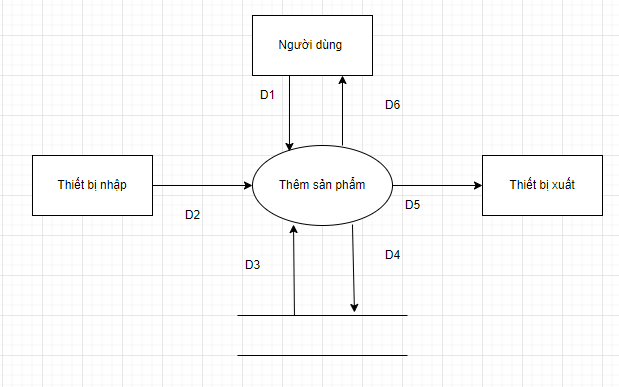 Người dùng
D1
D6
Thiết bị nhập
Thêm sản phẩm
Thiết bị xuất
D2
D5
D3
D4